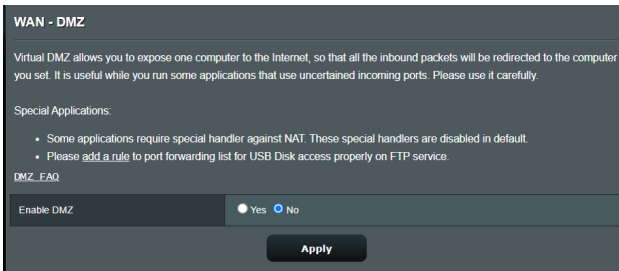 WAN - DMZ
Virtual DMZ allows you to expose one computer to the Internet, so that all the inbound packets will be redirected to the computer
you set. It is useful while you run some applications that use uncertained incoming ports. Please use it carefully.
Special Applications:
• Some applications require special handler against NAT. These special handlers are disabled in default.
• Please add a rule to port forwarding list for USB Disk access properly on FTP service.
DMZ FAQ
Enable DMZ Yes No
Apply